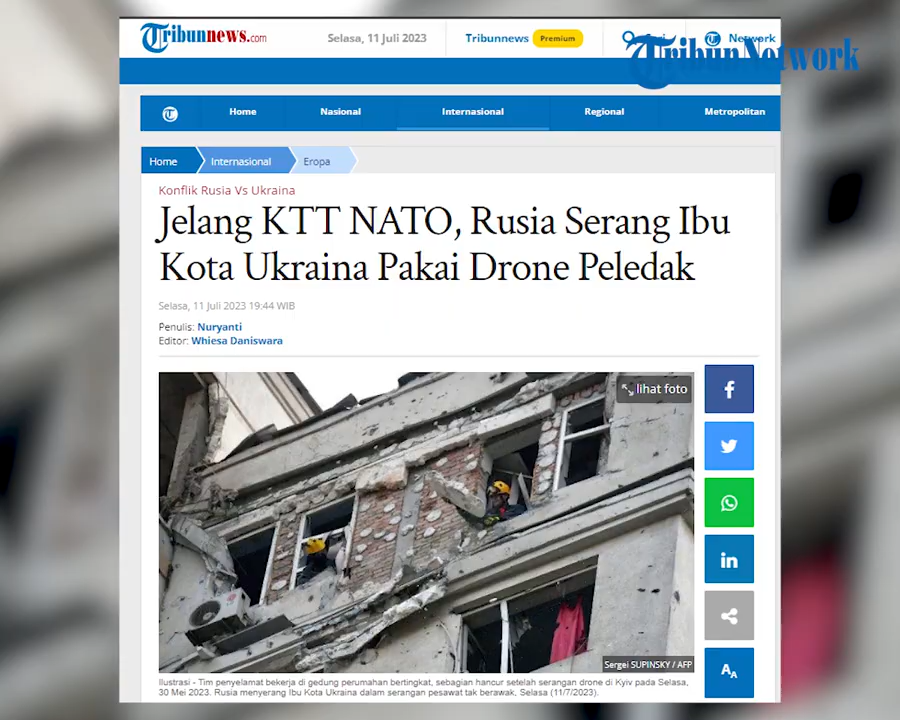 Tribunnews.com
Selasa, 11 Juli 2023
Tribunnews
Premium
Network
TribunNetwork
Home
Nasional
Internasional
Regional
Metropolitan
Home
Internasional
Eropa
Konflik Rusia Vs Ukraina
Jelang KTT NATO, Rusia Serang Ibu
Kota Ukraina Pakai Drone Peledak
Selasa, 11 Juli 2023 19:44 WIB
Penulis: Nuryanti
Editor: Whiesa Daniswara
lihat foto
Sergei SUPINSKY / AFP
Ilustrasi - Tim penyelamat bekerja di gedung perumahan bertingkat, sebagian hancur setelah serangan drone di Kyiv pada Selasa,
30 Mei 2023. Rusia menyerang Ibu Kota Ukraina dalam serangan pesawat tak berawak, Selasa (11/7/2023).